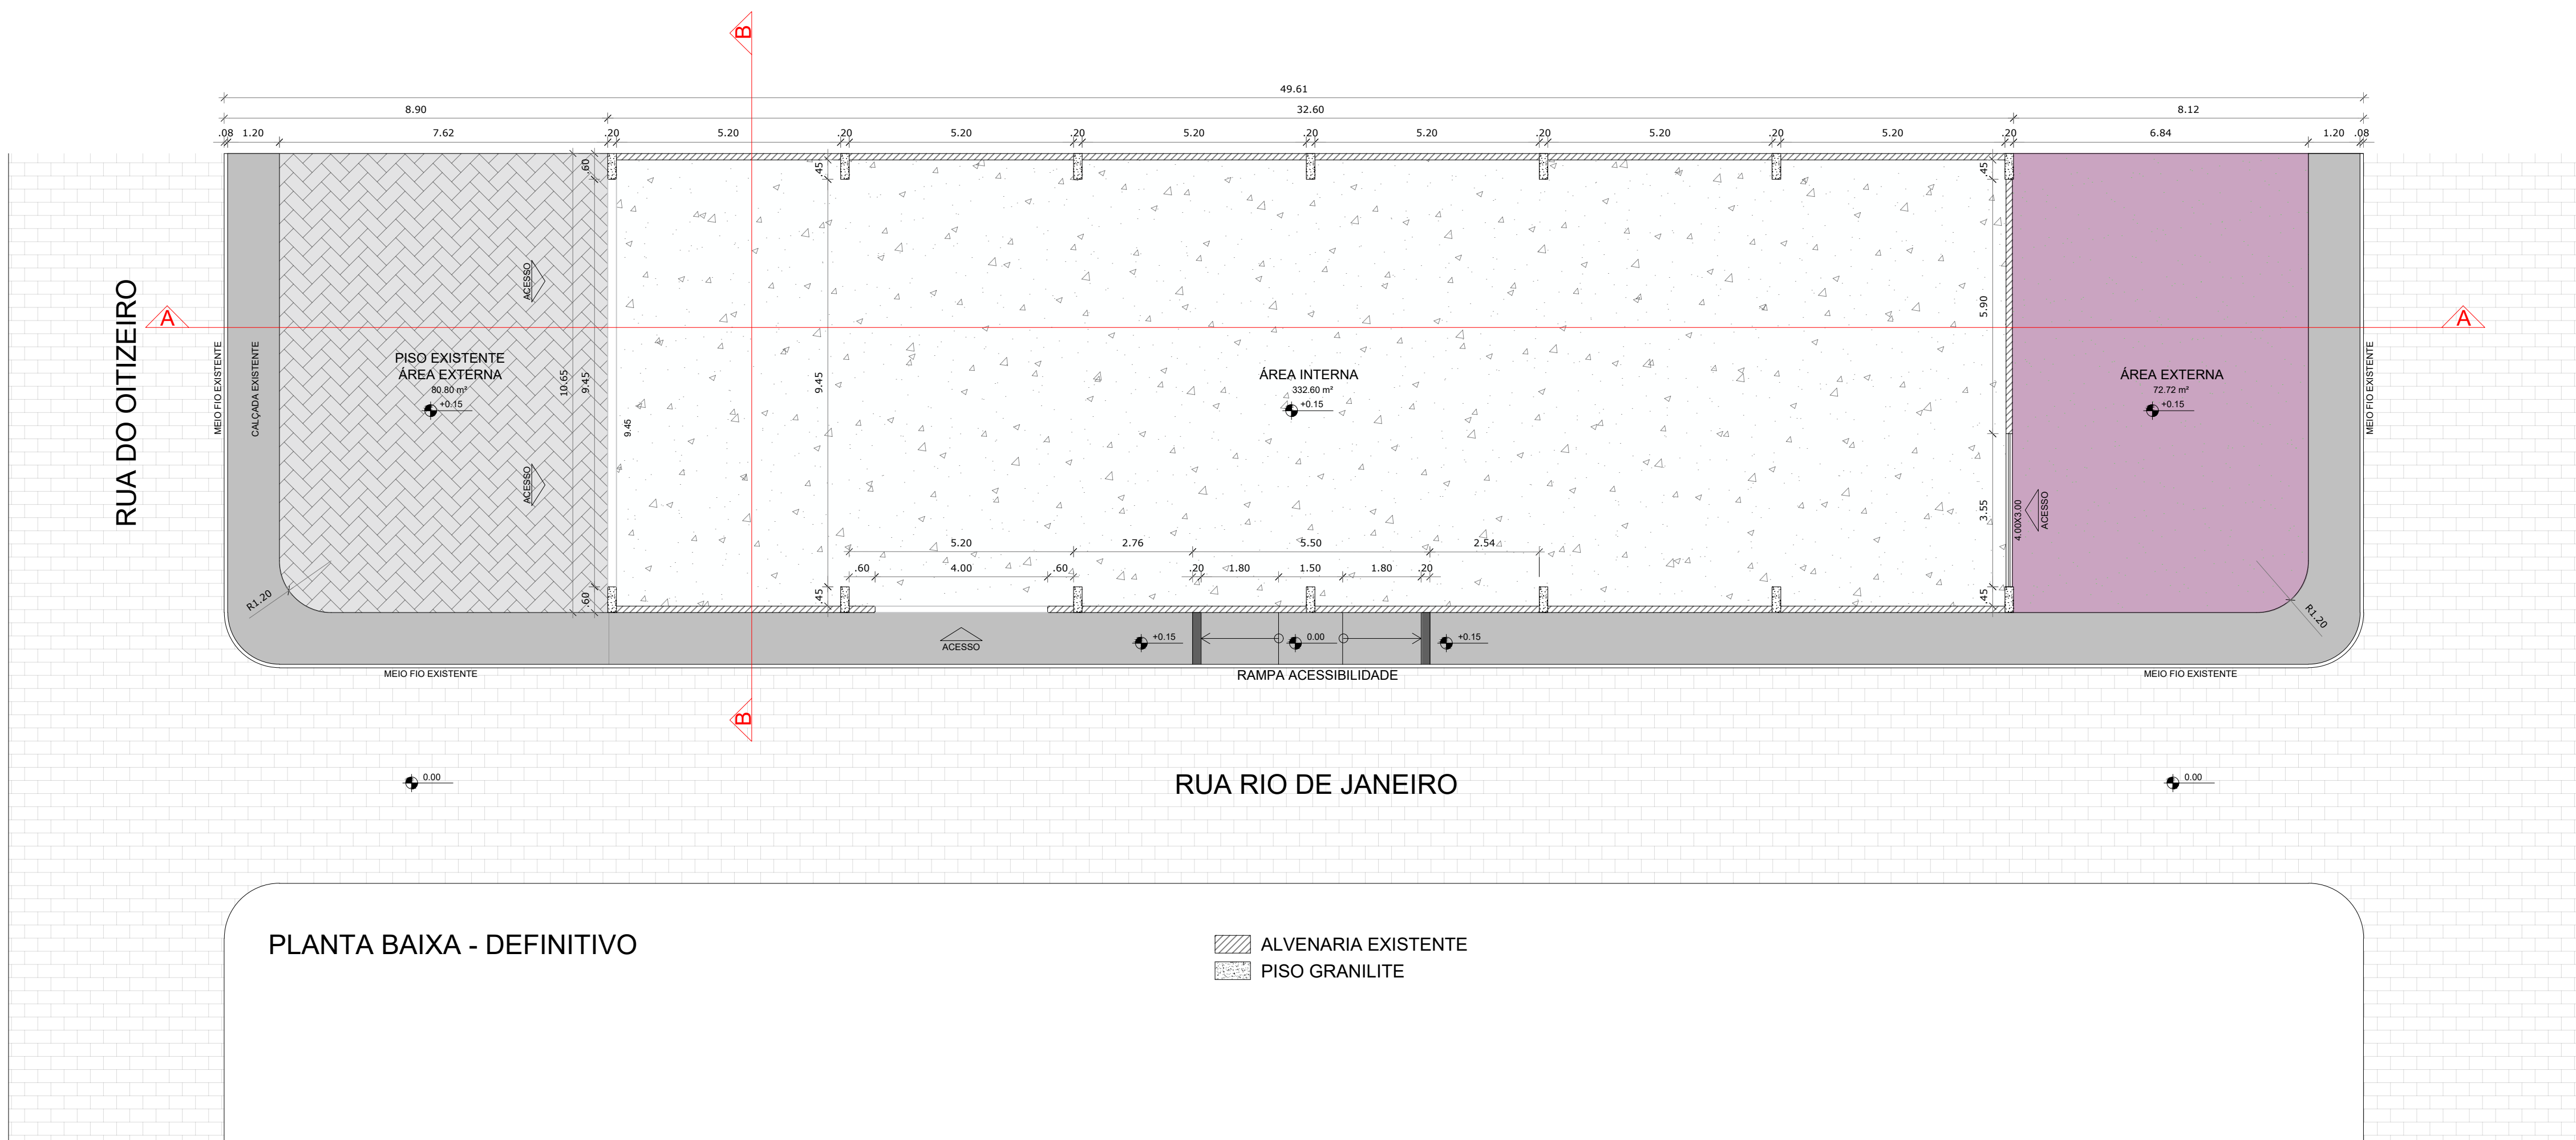 B
49.61
8.90
32.60
8.12
.08
1.20
7.62
.20
5.20
.20
5.20
.20
5.20
.20
5.20
.20
5.20
.20
5.20
.20
6.84
1.20
.08
.60
.45
.45
A
A
RUA DO OITIZEIRO
MEIO FIO EXISTENTE
CALÇADA EXISTENTE
ACESSO
PISO EXISTENTE
ÁREA EXTERNA
80.80 m²
+0.15
ACESSO
10.65
9.45
9.45
9.45
ÁREA INTERNA
332.60 m²
+0.15
5.90
3.55
ÁREA EXTERNA
72.72 m²
+0.15
4.00X3.00
ACESSO
MEIO FIO EXISTENTE
5.20
2.76
5.50
2.54
.60
4.00
.60
.20
1.80
1.50
1.80
.20
R1.20
.60
.45
.45
R1.20
ACESSO
+0.15
0.00
+0.15
MEIO FIO EXISTENTE
RAMPA ACESSIBILIDADE
MEIO FIO EXISTENTE
B
0.00
RUA RIO DE JANEIRO
0.00
PLANTA BAIXA - DEFINITIVO
ALVENARIA EXISTENTE
PISO GRANILITE